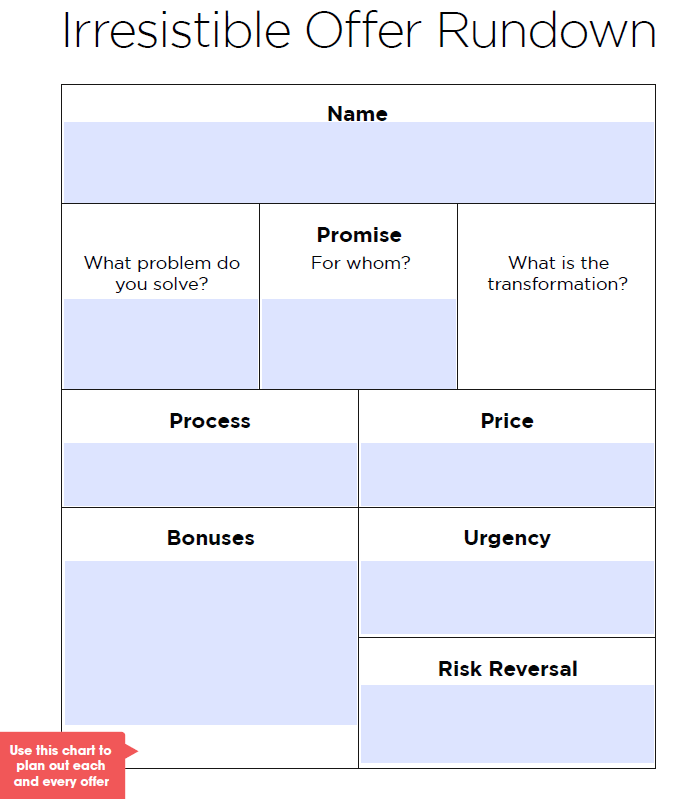 Irresistible Offer Rundown
Name
Promise
What problem do
you solve?
For whom?
What is the
transformation?
Process
Price
Bonuses
Urgency
Risk Reversal
Use this chart to
plan out each
and every offer